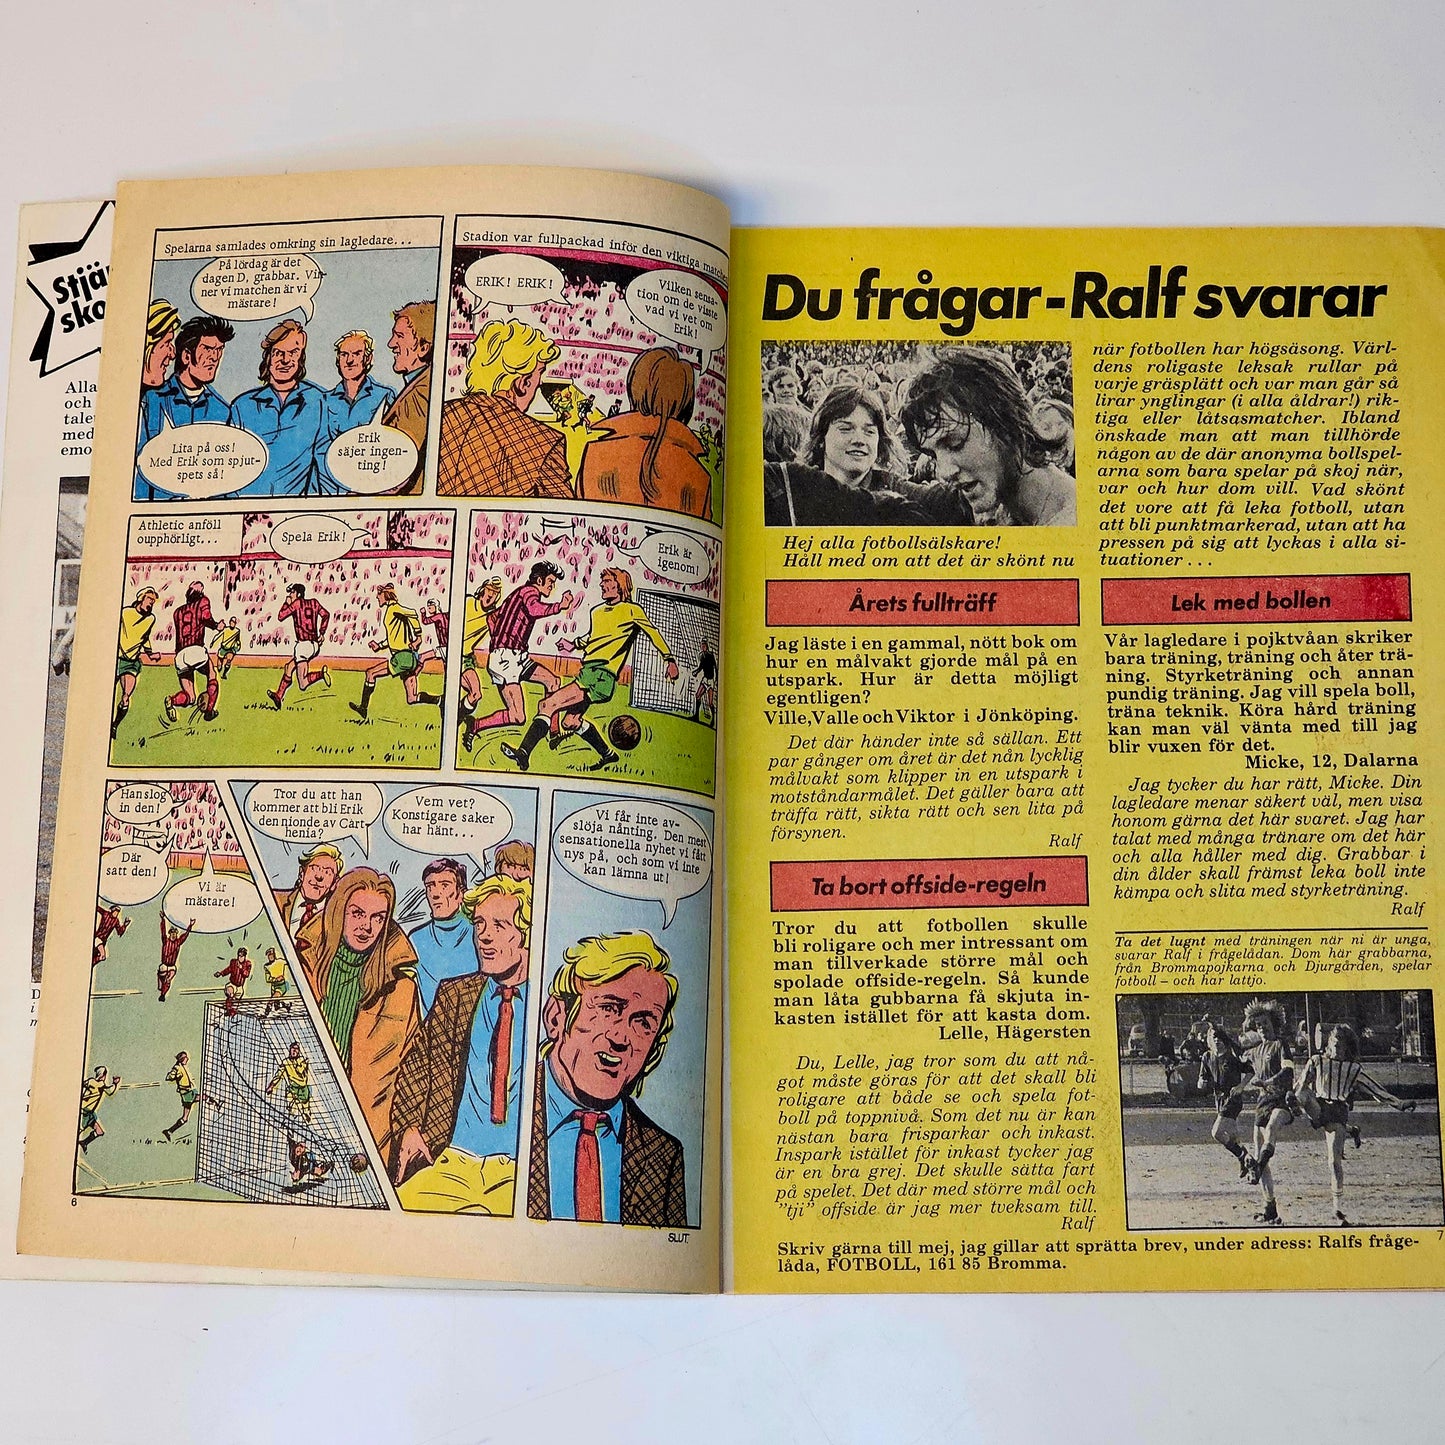 Stjä
sko
Alla
och
med
emo
Spelarna samlades omkring sin lagledare...
På lördag är det
dagen D, grabbar. Vin-
ner vi matchen är vi
mästare!
Lita på oss!
Med Erik som spjut-
spets så!
Erik
säjer ingen-
ting!
Stadion var fullpackad inför den viktiga matchen
ERIK! ERIK!
Vilken sensa-
tion om de visste
vad vi vet om
Erik!
Athletic anföll
oupphörligt...
Spela Erik!
Erik är
igenom!
Han slog
in den!
Där
satt den!
Vi är
mästare!
Tror du att han
kommer att bli Erik
den nionde av Cart-
henia?
Vem vet?
Konstigare saker
har hänt...
Vi får inte av-
slöja nånting. Den mest
sensationella nyhet vi fått
nys på, och som vi inte
kan lämna ut!
6
SLUT.
Du frågar - Ralf svarar
Hej alla fotbollsälskare!
Håll med om att det är skönt nu
när fotbollen har högsäsong. Värl-
dens roligaste leksak rullar på
varje gräsplätt och var man går så
lirar ynglingar (i alla åldrar!) rik-
tiga eller låtsasmatcher. Ibland
önskade man att man tillhörde
någon av de där anonyma bollspel-
arna som bara spelar på skoj när,
var och hur dom vill. Vad skönt
det vore att få leka fotboll, utan
att bli punktmarkerad, utan att ha
pressen på sig att lyckas i alla si-
tuationer...
Årets fullträff
Jag läste i en gammal, nött bok om
hur en målvakt gjorde mål på en
utspark. Hur är detta möjligt
egentligen?
Ville, Valle och Viktor i Jönköping.
Det där händer inte så sällan. Ett
par gånger om året är det nån lycklig
målvakt som klipper in en utspark i
motståndarmålet. Det gäller bara att
träffa rätt, sikta rätt och sen lita på
försynen.
Ralf
Ta bort offside-regeln
Tror du att fotbollen skulle
bli roligare och mer intressant om
man tillverkade större mål och
spolade offside-regeln. Så kunde
man låta gubbarna få skjuta in-
kasten istället för att kasta dom.
Lelle, Hägersten
Du, Lelle, jag tror som du att nå-
got måste göras för att det skall bli
roligare att både se och spela fot-
boll på toppnivå. Som det nu är kan
nästan bara frisparkar och inkast.
Inspark istället för inkast tycker jag
är en bra grej. Det skulle sätta fart
på spelet. Det där med större mål och
"tji" offside är jag mer tveksam till.
Ralf
Lek med bollen
Vår lagledare i pojktvåan skriker
bara träning, träning och åter trä-
ning. Styrketräning och annan
pundig träning. Jag vill spela boll,
träna teknik. Köra hård träning
kan man väl vänta med till jag
blir vuxen för det.
Micke, 12, Dalarna
Jag tycker du har rätt, Micke. Din
lagledare menar säkert väl, men visa
honom gärna det här svaret. Jag har
talat med många tränare om det här
och alla håller med dig. Grabbar i
din ålder skall främst leka boll inte
kämpa och slita med styrketräning.
Ralf
Ta det lugnt med träningen när ni är unga,
svarar Ralf i frågelådan. Dom här grabbarna,
från Brommapojkarna och Djurgården, spelar
fotboll – och har lattjo.
Skriv gärna till mej, jag gillar att sprätta brev, under adress: Ralfs fråge-
låda, FOTBOLL, 161 85 Bromma.
7